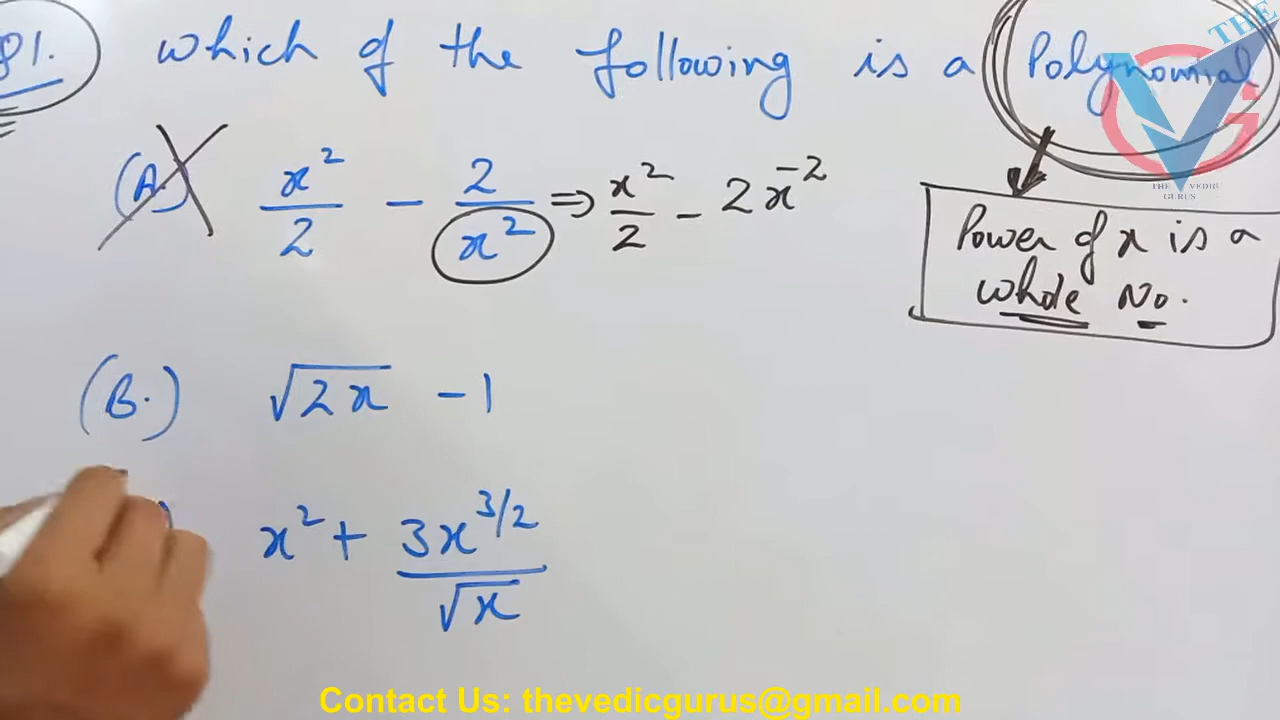 Q1. which of the following is a Polynomial
(A.) x²/2 - 2/x² ⇒ x²/2 - 2x⁻²
Power of x is a
whole No.
(B.) √2x - 1
) x² + 3x^3/2 / √x
THE
V G
THE VEDIC
GURUS
Contact Us: thevedicgurus@gmail.com